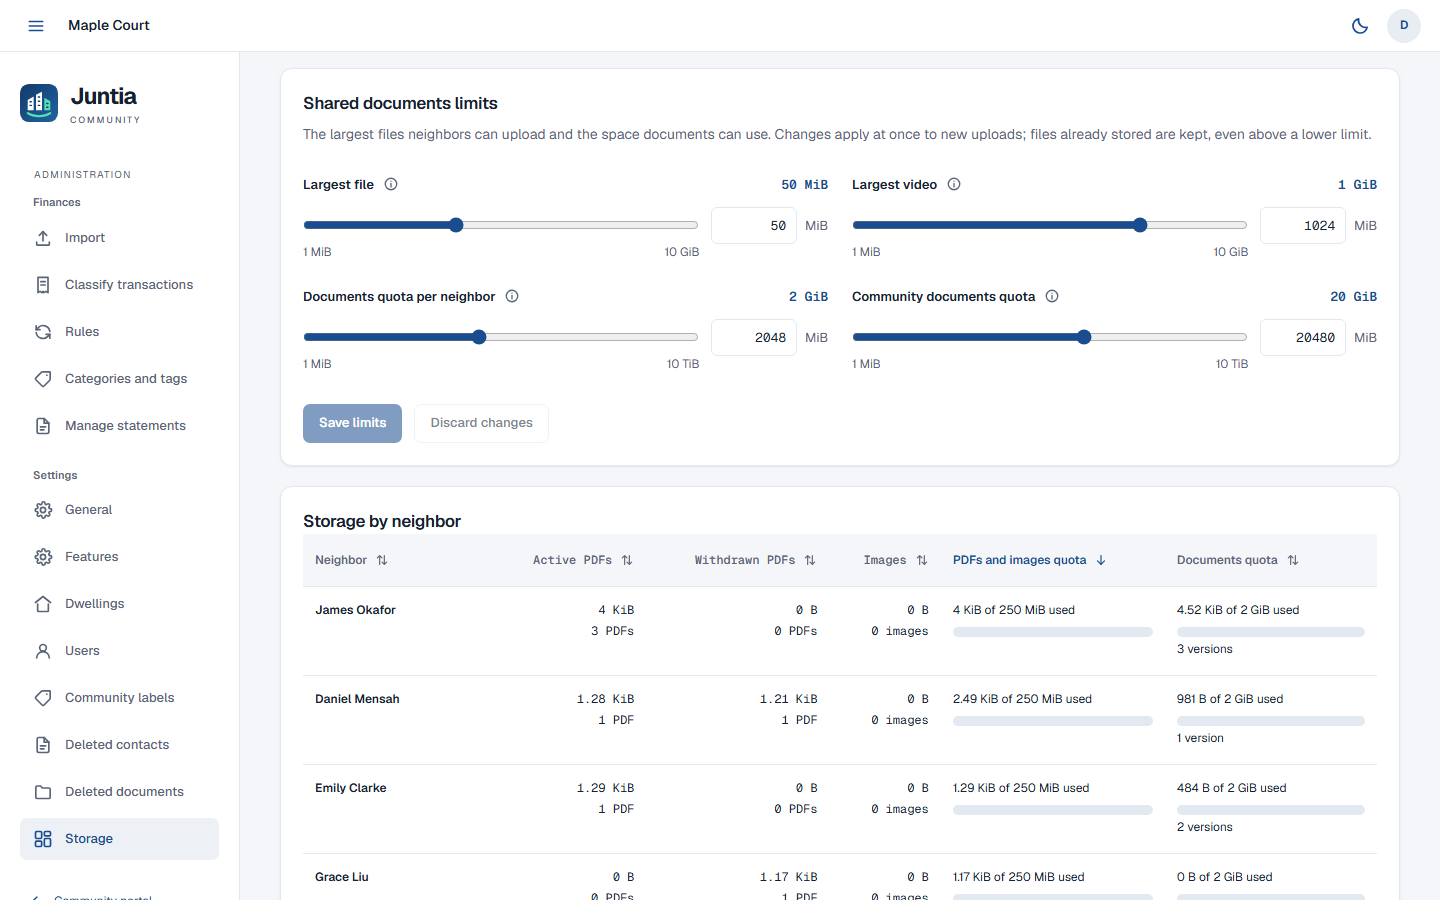 Maple Court
D
Juntia
COMMUNITY
ADMINISTRATION
Finances
Import
Classify transactions
Rules
Categories and tags
Manage statements
Settings
General
Features
Dwellings
Users
Community labels
Deleted contacts
Deleted documents
Storage
Community portal
Shared documents limits
The largest files neighbors can upload and the space documents can use. Changes apply at once to new uploads; files already stored are kept, even above a lower limit.
Largest file 50 MiB
50 MiB
1 MiB 10 GiB
Largest video 1 GiB
1024 MiB
1 MiB 10 GiB
Documents quota per neighbor 2 GiB
2048 MiB
1 MiB 10 TiB
Community documents quota 20 GiB
20480 MiB
1 MiB 10 TiB
Save limits Discard changes
Storage by neighbor
Neighbor Active PDFs Withdrawn PDFs Images PDFs and images quota Documents quota
James Okafor 4 KiB 0 B 0 B 4 KiB of 250 MiB used 4.52 KiB of 2 GiB used
3 PDFs 0 PDFs 0 images
3 versions
Daniel Mensah 1.28 KiB 1.21 KiB 0 B 2.49 KiB of 250 MiB used 981 B of 2 GiB used
1 PDF 1 PDF 0 images
1 version
Emily Clarke 1.29 KiB 0 B 0 B 1.29 KiB of 250 MiB used 484 B of 2 GiB used
1 PDF 0 PDFs 0 images
2 versions
Grace Liu 0 B 1.17 KiB 0 B 1.17 KiB of 250 MiB used 0 B of 2 GiB used
0 PDFs 1 PDF 0 images